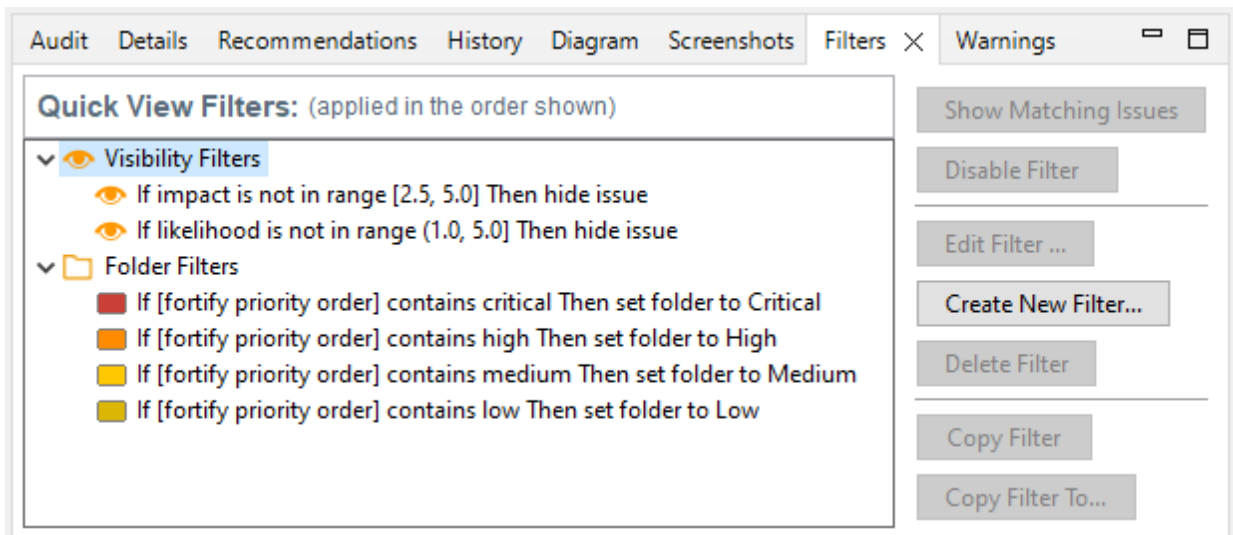 Audit Details Recommendations History Diagram Screenshots Filters Warnings
Quick View Filters: (applied in the order shown)
Visibility Filters
If impact is not in range [2.5, 5.0] Then hide issue
If likelihood is not in range (1.0, 5.0] Then hide issue
Folder Filters
If [fortify priority order] contains critical Then set folder to Critical
If [fortify priority order] contains high Then set folder to High
If [fortify priority order] contains medium Then set folder to Medium
If [fortify priority order] contains low Then set folder to Low
Show Matching Issues
Disable Filter
Edit Filter ...
Create New Filter...
Delete Filter
Copy Filter
Copy Filter To...